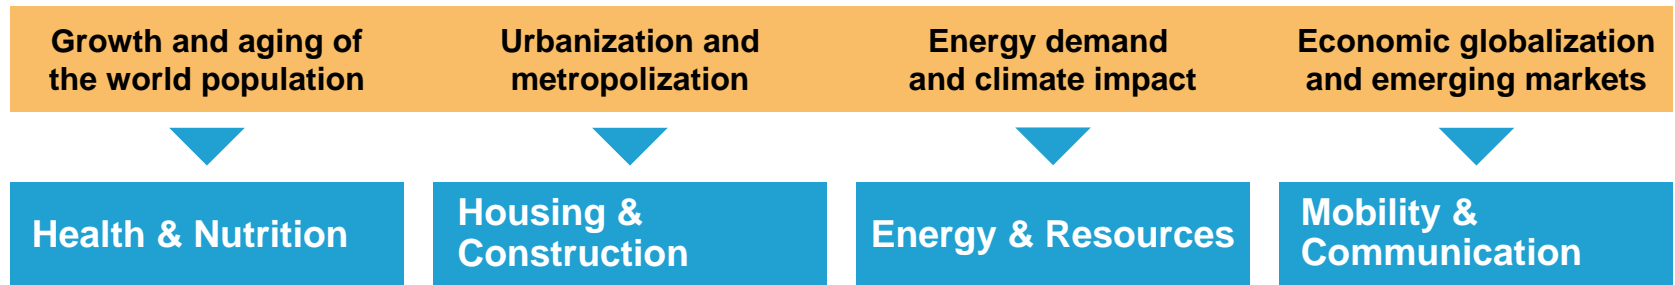 Growth and aging of
the world population
Urbanization and
metropolization
Energy demand
and climate impact
Economic globalization
and emerging markets
Health & Nutrition
Housing &
Construction
Energy & Resources
Mobility &
Communication